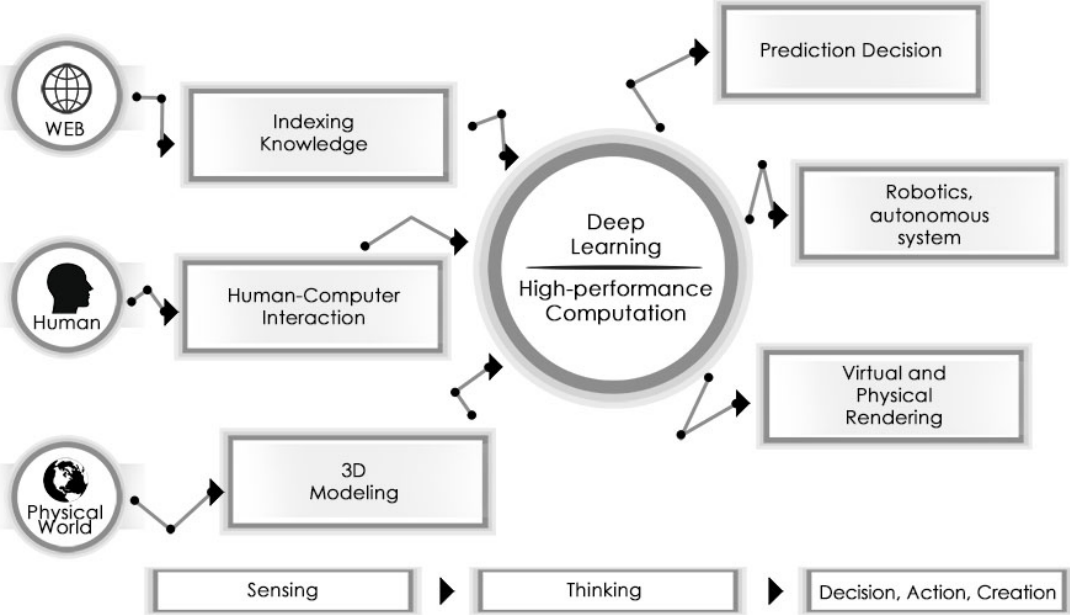 WEB
Indexing
Knowledge
Human
Human-Computer
Interaction
Physical
World
3D
Modeling
Deep
Learning
High-performance
Computation
Prediction Decision
Robotics,
autonomous
system
Virtual and
Physical
Rendering
Sensing
Thinking
Decision, Action, Creation